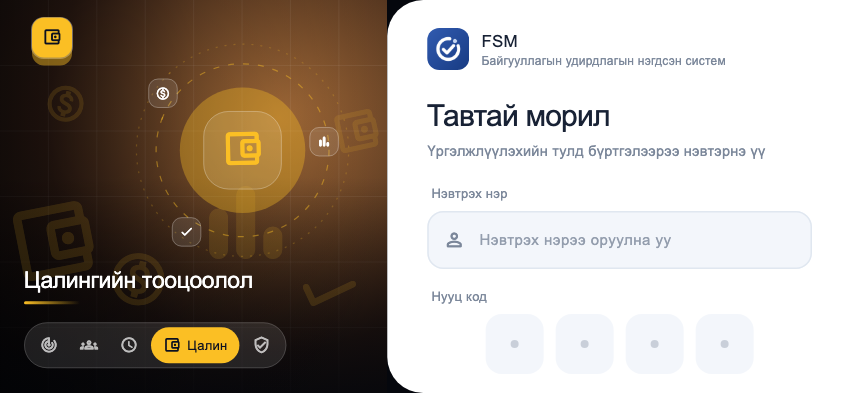 Цалингийн тооцоолол
Цалин
FSM
Байгууллагын удирдлагын нэгдсэн систем
Тавтай морил
Үргэлжлүүлэхийн тулд бүртгэлээрээ нэвтэрнэ үү
Нэвтрэх нэр
Нэвтрэх нэрээ оруулна уу
Нууц код